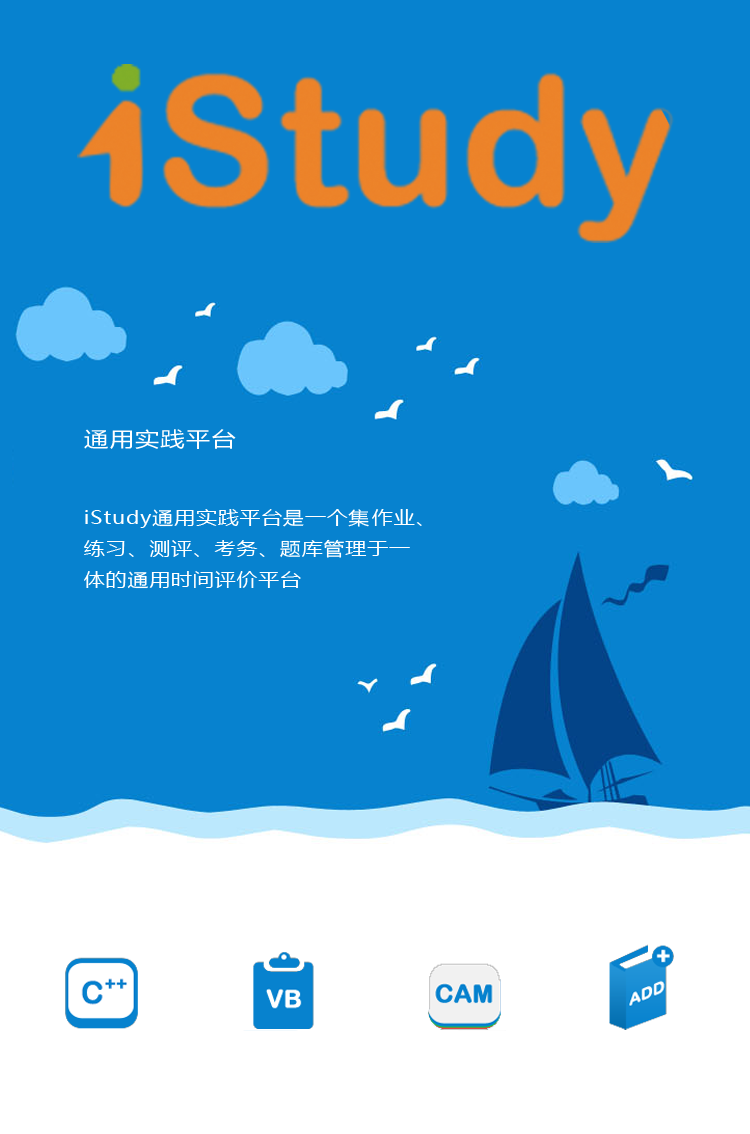 iStudy
通用实践平台
iStudy通用实践平台是一个集作业、
练习、测评、考务、题库管理于一
体的通用时间评价平台
C++
VB
CAM
ADD